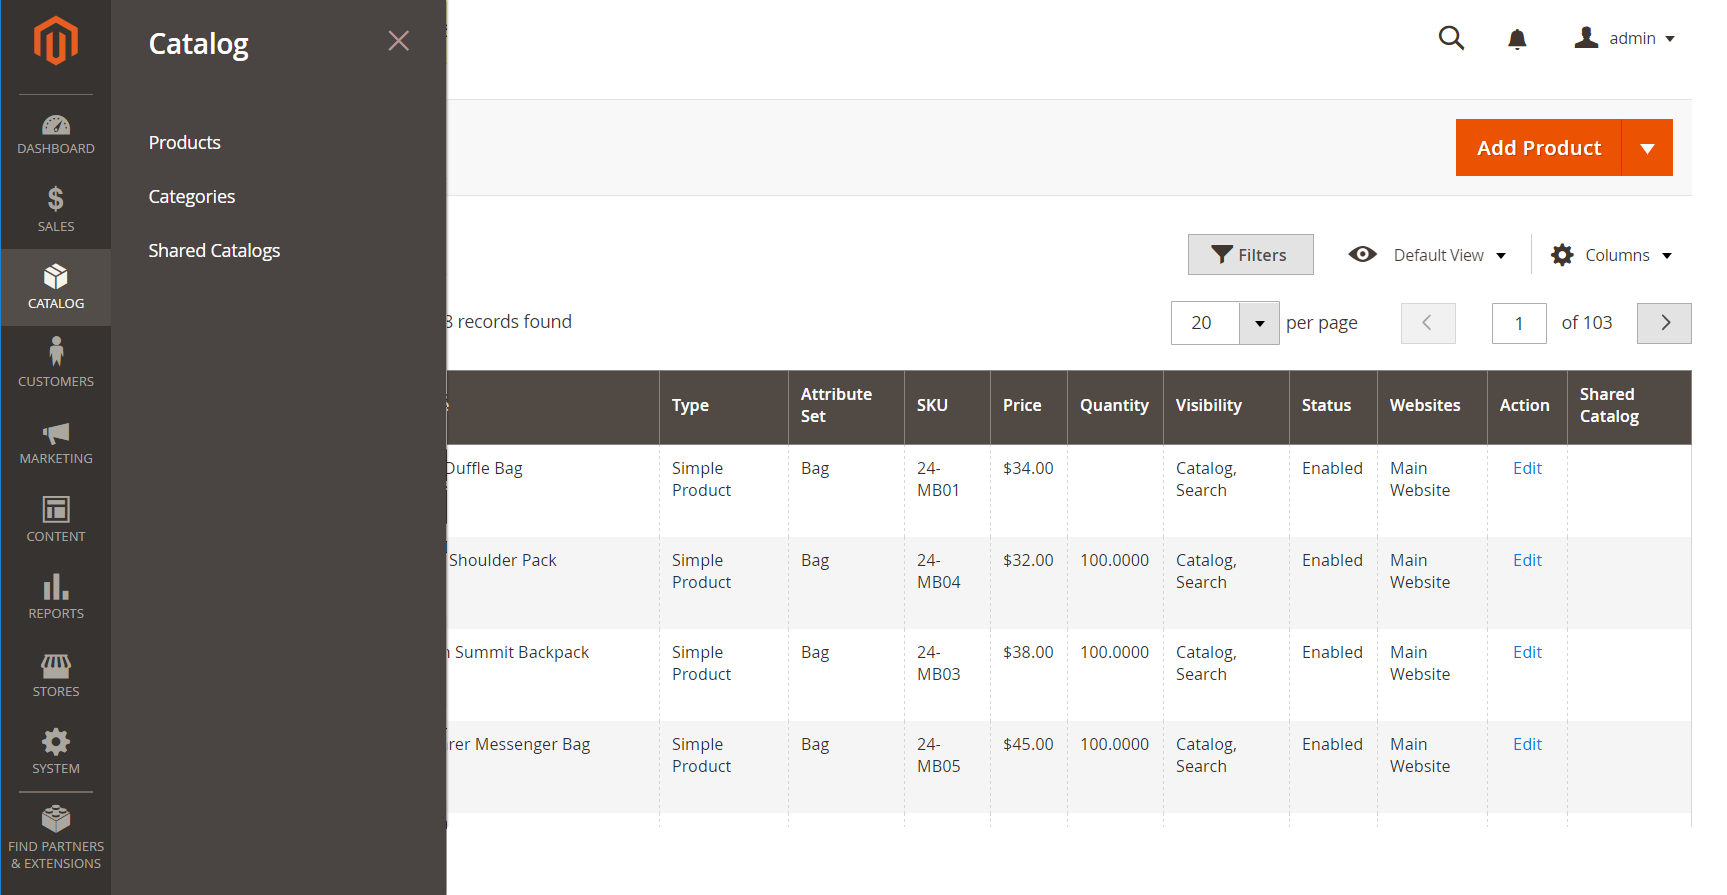 DASHBOARD
SALES
CATALOG
CUSTOMERS
MARKETING
CONTENT
REPORTS
STORES
SYSTEM
FIND PARTNERS
& EXTENSIONS
Catalog
Products
Categories
Shared Catalogs
admin
Add Product
Filters
Default View
Columns
records found
20 per page
1 of 103
Type Attribute Set SKU Price Quantity Visibility Status Websites Action Shared Catalog
Duffle Bag Simple Product Bag 24-MB01 $34.00 Catalog, Search Enabled Main Website Edit
Shoulder Pack Simple Product Bag 24-MB04 $32.00 100.0000 Catalog, Search Enabled Main Website Edit
Summit Backpack Simple Product Bag 24-MB03 $38.00 100.0000 Catalog, Search Enabled Main Website Edit
Messenger Bag Simple Product Bag 24-MB05 $45.00 100.0000 Catalog, Search Enabled Main Website Edit